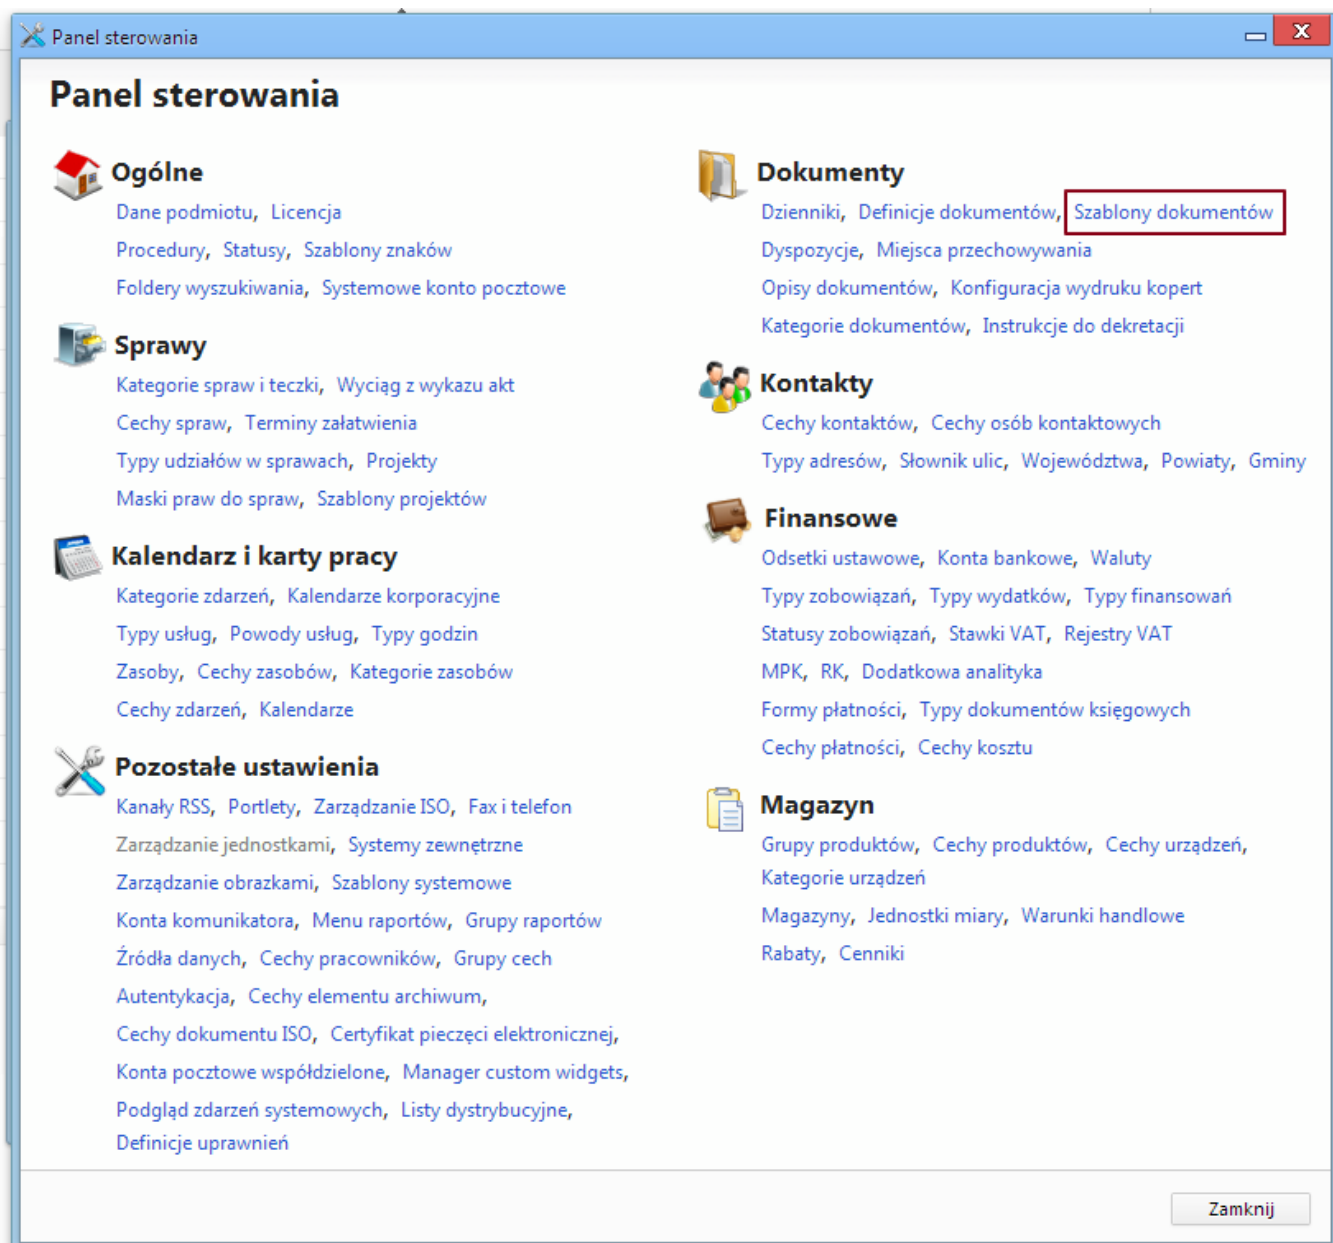 Panel sterowania
Panel sterowania
Ogólne
Dane podmiotu, Licencja
Procedury, Statusy, Szablony znaków
Foldery wyszukiwania, Systemowe konto pocztowe
Sprawy
Kategorie spraw i teczki, Wyciąg z wykazu akt
Cechy spraw, Terminy załatwienia
Typy udziałów w sprawach, Projekty
Maski praw do spraw, Szablony projektów
Kalendarz i karty pracy
Kategorie zdarzeń, Kalendarze korporacyjne
Typy usług, Powody usług, Typy godzin
Zasoby, Cechy zasobów, Kategorie zasobów
Cechy zdarzeń, Kalendarze
Pozostałe ustawienia
Kanały RSS, Portlety, Zarządzanie ISO, Fax i telefon
Zarządzanie jednostkami, Systemy zewnętrzne
Zarządzanie obrazkami, Szablony systemowe
Konta komunikatora, Menu raportów, Grupy raportów
Źródła danych, Cechy pracowników, Grupy cech
Autentykacja, Cechy elementu archiwum,
Cechy dokumentu ISO, Certyfikat pieczęci elektronicznej,
Konta pocztowe współdzielone, Manager custom widgets,
Podgląd zdarzeń systemowych, Listy dystrybucyjne,
Definicje uprawnień
Dokumenty
Dzienniki, Definicje dokumentów, Szablony dokumentów
Dyspozycje, Miejsca przechowywania
Opisy dokumentów, Konfiguracja wydruku kopert
Kategorie dokumentów, Instrukcje do dekretacji
Kontakty
Cechy kontaktów, Cechy osób kontaktowych
Typy adresów, Słownik ulic, Województwa, Powiaty, Gminy
Finansowe
Odsetki ustawowe, Konta bankowe, Waluty
Typy zobowiązań, Typy wydatków, Typy finansowań
Statusy zobowiązań, Stawki VAT, Rejestry VAT
MPK, RK, Dodatkowa analityka
Formy płatności, Typy dokumentów księgowych
Cechy płatności, Cechy kosztu
Magazyn
Grupy produktów, Cechy produktów, Cechy urządzeń,
Kategorie urządzeń
Magazyny, Jednostki miary, Warunki handlowe
Rabaty, Cenniki
Zamknij